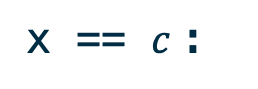 x == c :